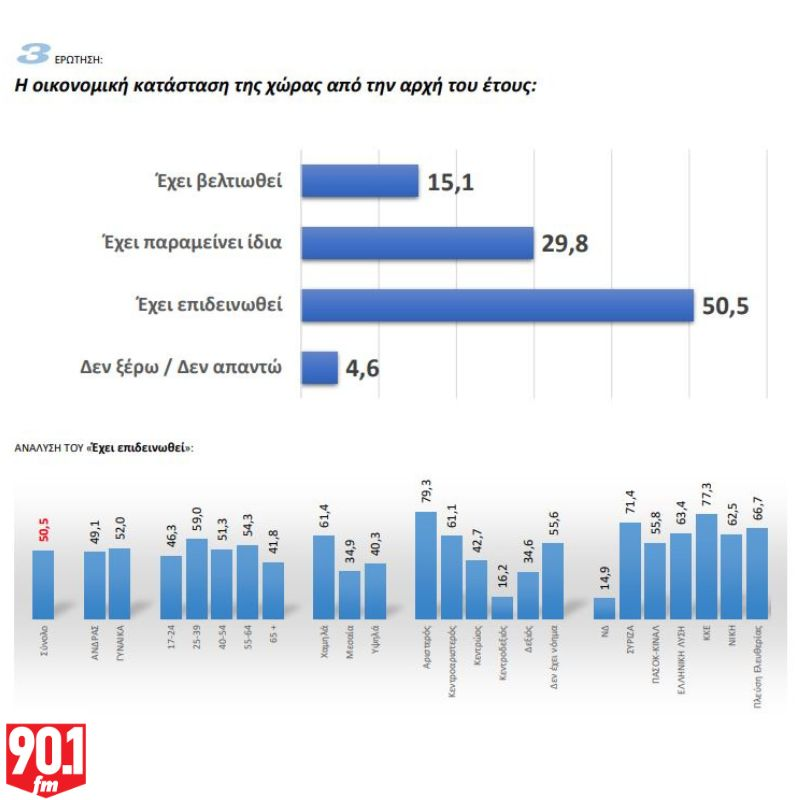 3 ΕΡΩΤΗΣΗ:
Η οικονομική κατάσταση της χώρας από την αρχή του έτους:
Έχει βελτιωθεί 15,1
Έχει παραμείνει ίδια 29,8
Έχει επιδεινωθεί 50,5
Δεν ξέρω / Δεν απαντώ 4,6
ΑΝΑΛΥΣΗ ΤΟΥ «Έχει επιδεινωθεί»:
50,5 49,1 52,0 46,3 59,0 51,3 54,3 41,8 61,4 34,9 40,3 79,3 61,1 42,7 16,2 34,6 55,6 14,9 71,4 55,8 63,4 77,3 62,5 66,7
Σύνολο ΑΝΔΡΑΣ ΓΥΝΑΙΚΑ 17-24 25-39 40-54 55-64 65 + Χαμηλά Μεσαία Υψηλά Αριστερός Κεντροαριστερός Κεντρώος Κεντροδεξιός Δεξιός Δεν έχει νόημα ΝΔ ΣΥΡΙΖΑ ΠΑΣΟΚ-ΚΙΝΑΛ ΕΛΛΗΝΙΚΗ ΛΥΣΗ ΚΚΕ ΝΙΚΗ Πλεύση Ελευθερίας
90.1
fm